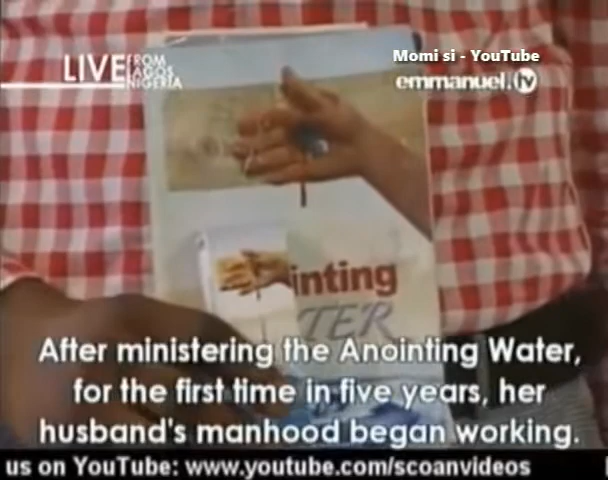 Momi si - YouTube
LIVE FROM
LAGOS
NIGERIA
emmanuel.tv
inting
TER
After ministering the Anointing Water,
for the first time in five years, her
husband's manhood began working.
us on YouTube: www.youtube.com/scoanvideos